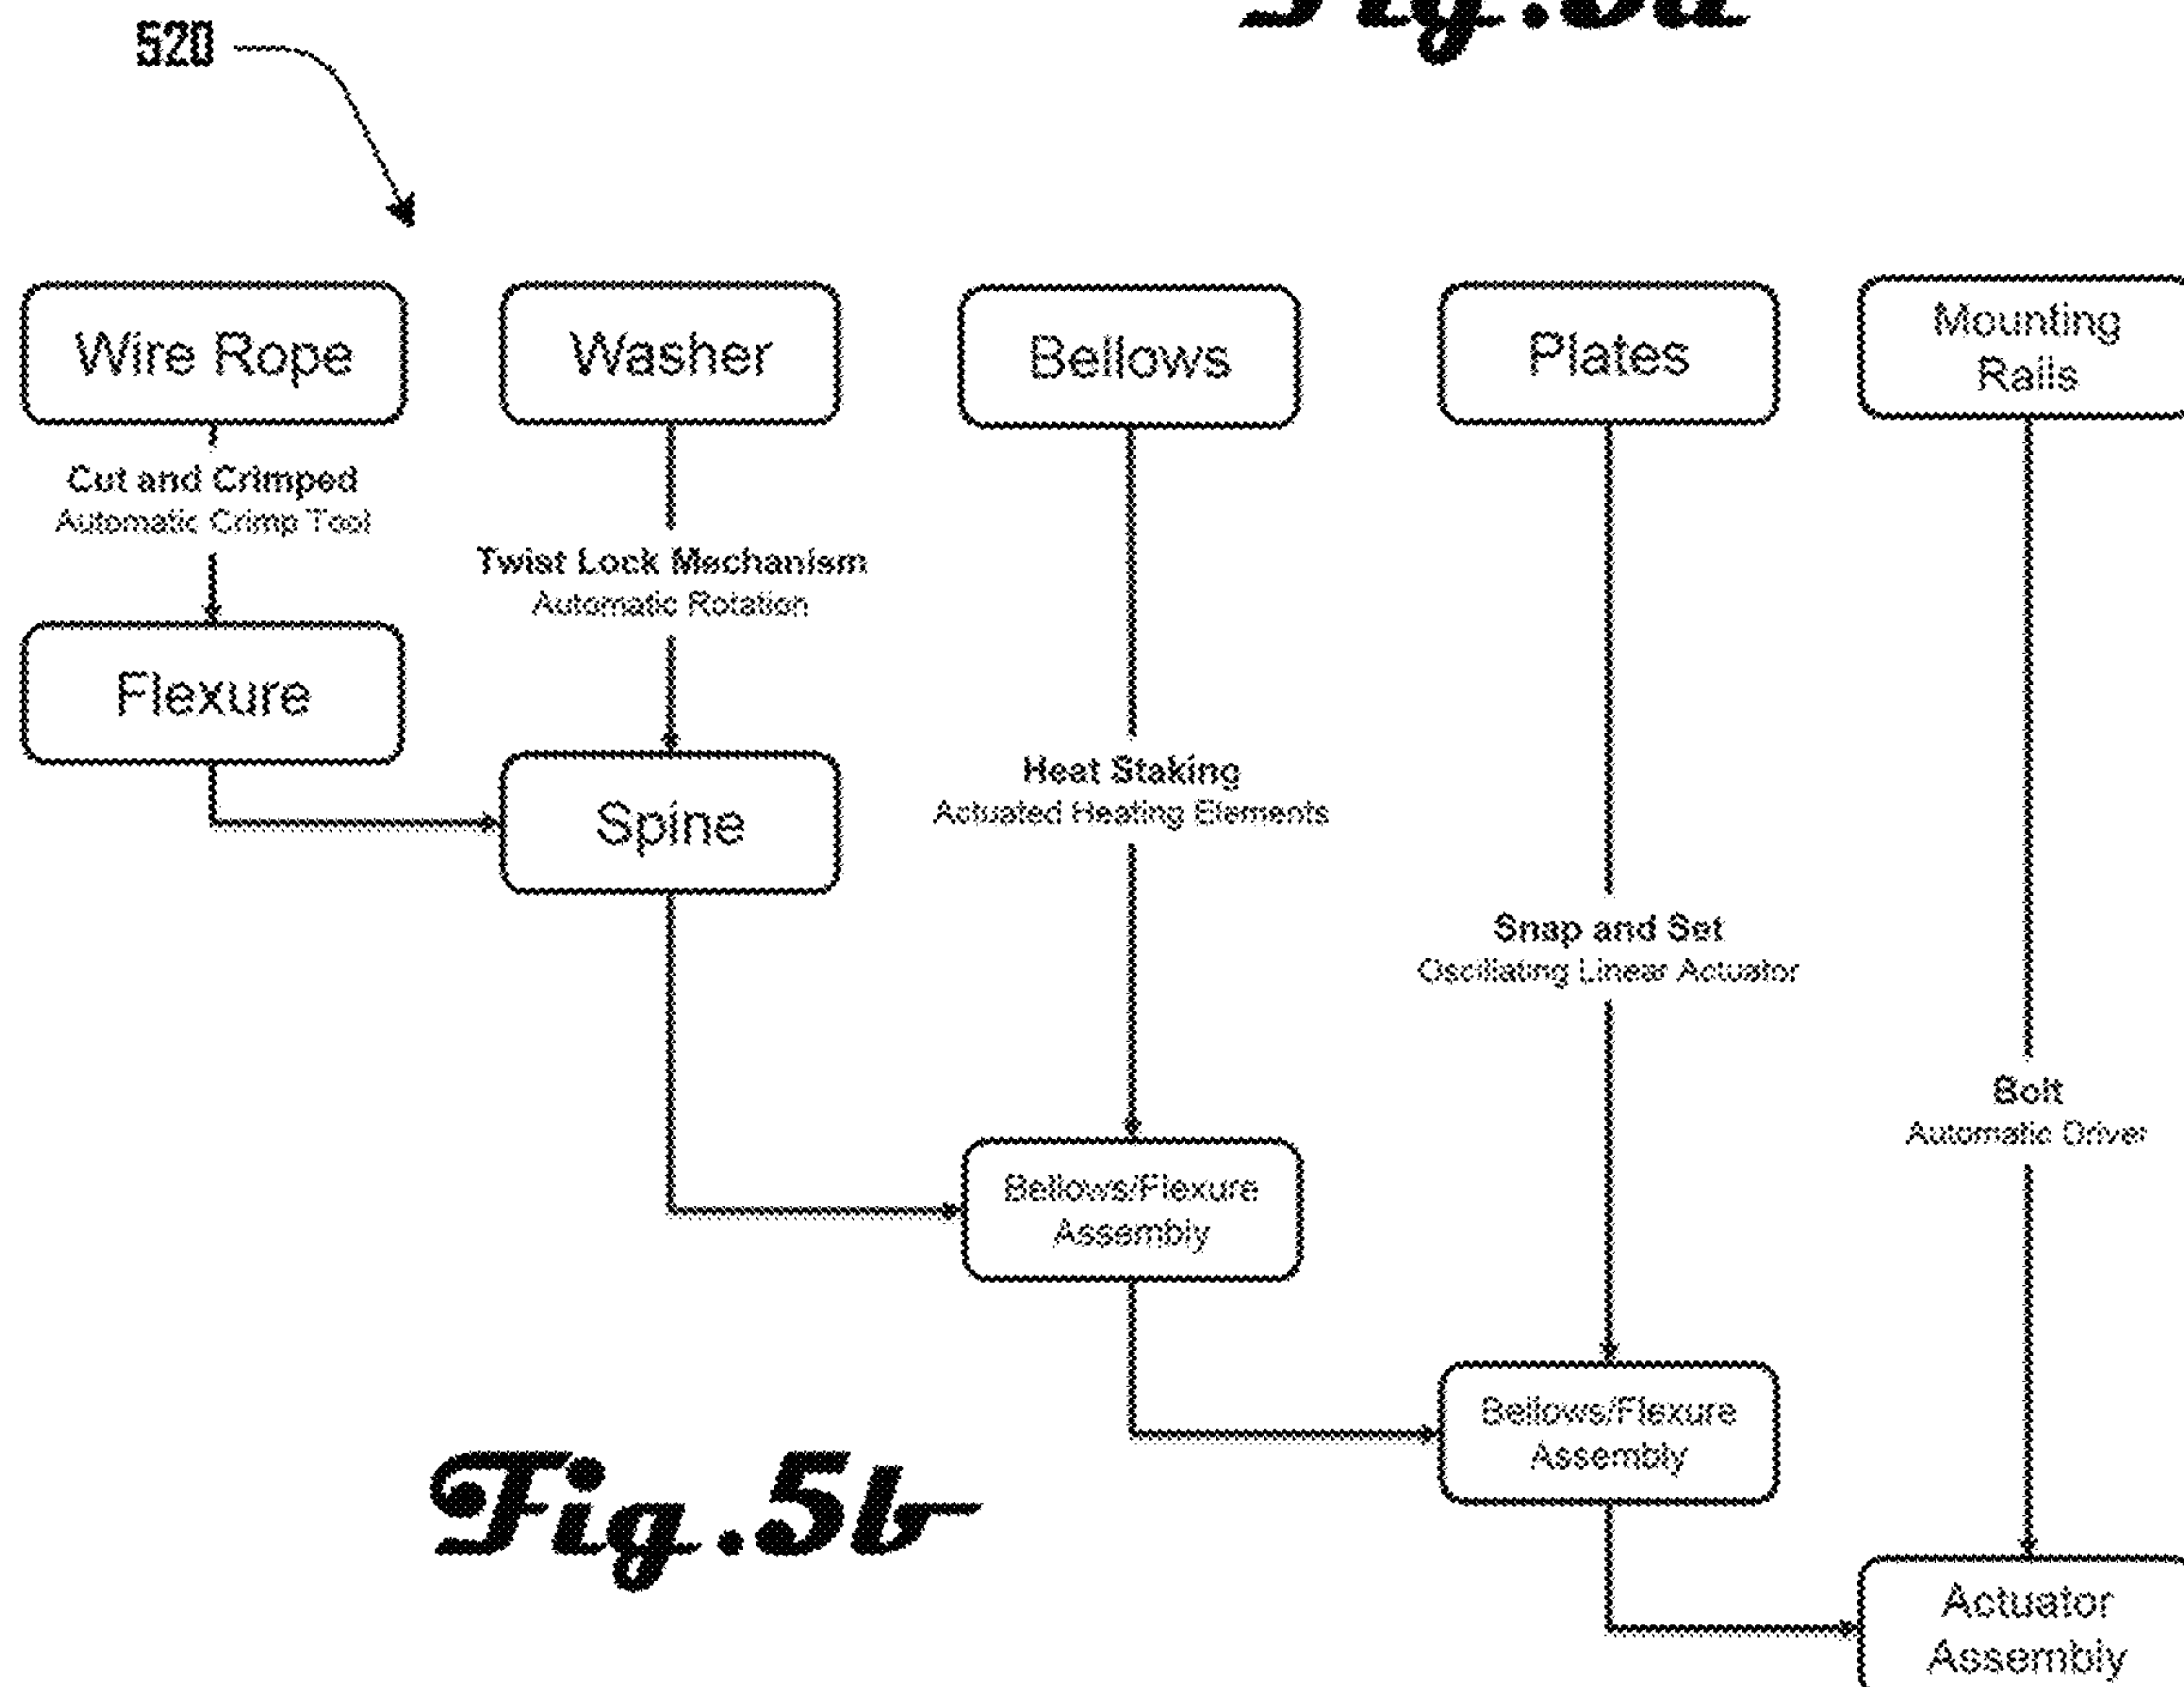 520
Wire Rope
Washer
Bellows
Plates
Mounting
Rails
Cut and Crimped
Automatic Crimp Tool
Twist Lock Mechanism
Automatic Rotation
Flexure
Spine
Heat Staking
Actuated Heating Elements
Snap and Set
Oscillating Linear Actuator
Bolt
Automatic Driver
Bellows/Flexure
Assembly
Bellows/Flexure
Assembly
Fig.5b
Actuator
Assembly